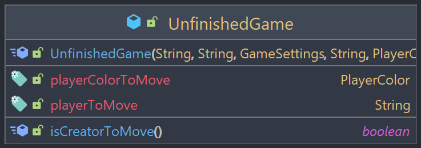 UnfinishedGame
UnfinishedGame(String, String, GameSettings, String, PlayerC
playerColorToMove PlayerColor
playerToMove String
isCreatorToMove() boolean